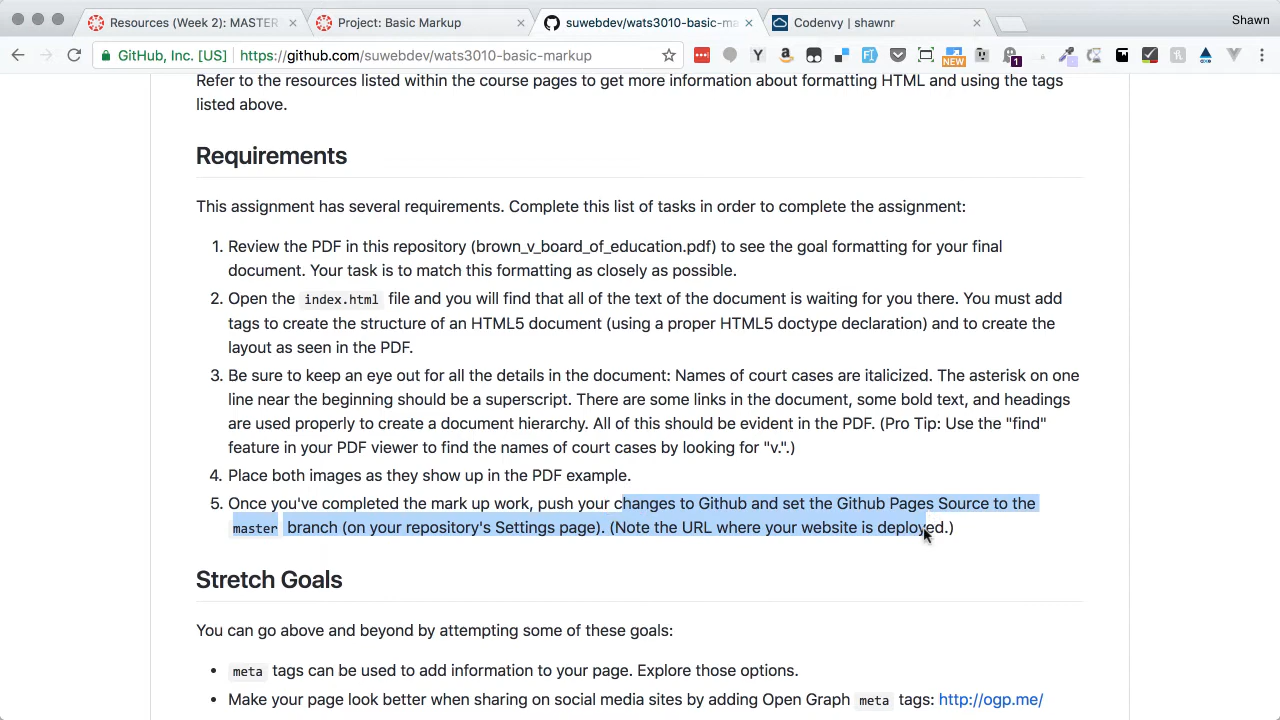 Resources (Week 2): MASTER
Project: Basic Markup
suwebdev/wats3010-basic-ma
Codenvy | shawnr
Shawn
GitHub, Inc. [US]
https://github.com/suwebdev/wats3010-basic-markup
NEW
1
Refer to the resources listed within the course pages to get more information about formatting HTML and using the tags
listed above.
Requirements
This assignment has several requirements. Complete this list of tasks in order to complete the assignment:
1. Review the PDF in this repository (brown_v_board_of_education.pdf) to see the goal formatting for your final
document. Your task is to match this formatting as closely as possible.
2. Open the index.html file and you will find that all of the text of the document is waiting for you there. You must add
tags to create the structure of an HTML5 document (using a proper HTML5 doctype declaration) and to create the
layout as seen in the PDF.
3. Be sure to keep an eye out for all the details in the document: Names of court cases are italicized. The asterisk on one
line near the beginning should be a superscript. There are some links in the document, some bold text, and headings
are used properly to create a document hierarchy. All of this should be evident in the PDF. (Pro Tip: Use the "find"
feature in your PDF viewer to find the names of court cases by looking for "v.".)
4. Place both images as they show up in the PDF example.
5. Once you've completed the mark up work, push your changes to Github and set the Github Pages Source to the
master branch (on your repository's Settings page). (Note the URL where your website is deployed.)
Stretch Goals
You can go above and beyond by attempting some of these goals:
• meta tags can be used to add information to your page. Explore those options.
• Make your page look better when sharing on social media sites by adding Open Graph meta tags: http://ogp.me/